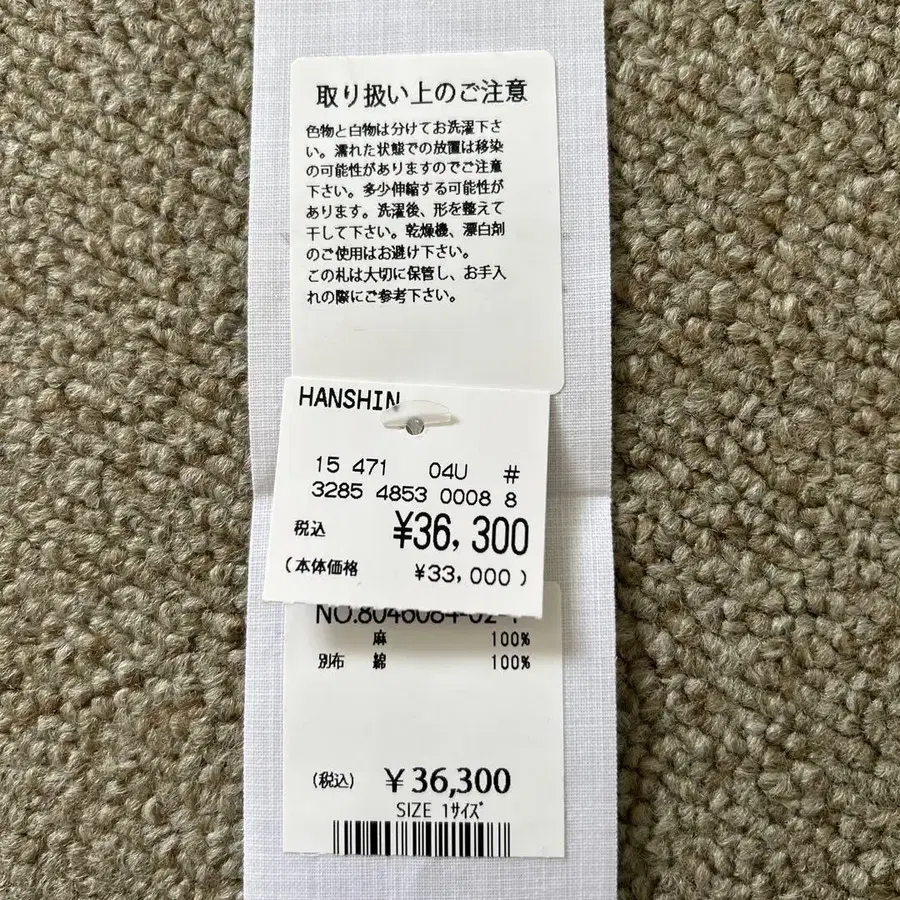 取り扱い上のご注意
色物と白物は分けてお洗濯下さ
い。濡れた状態での放置は移染
の可能性がありますのでご注意
下さい。多少伸縮する可能性が
あります。洗濯後、形を整えて
干して下さい。乾燥機、漂白剤
のご使用はお避け下さい。
この札は大切に保管し、お手入
れの際にご参考下さい。
HANSHIN
15 471 04U #
3285 4853 0008 8
税込 ¥36,300
(本体価格 ¥33,000)
麻 100%
別布 綿 100%
(税込) ¥36,300
SIZE 1サイズ